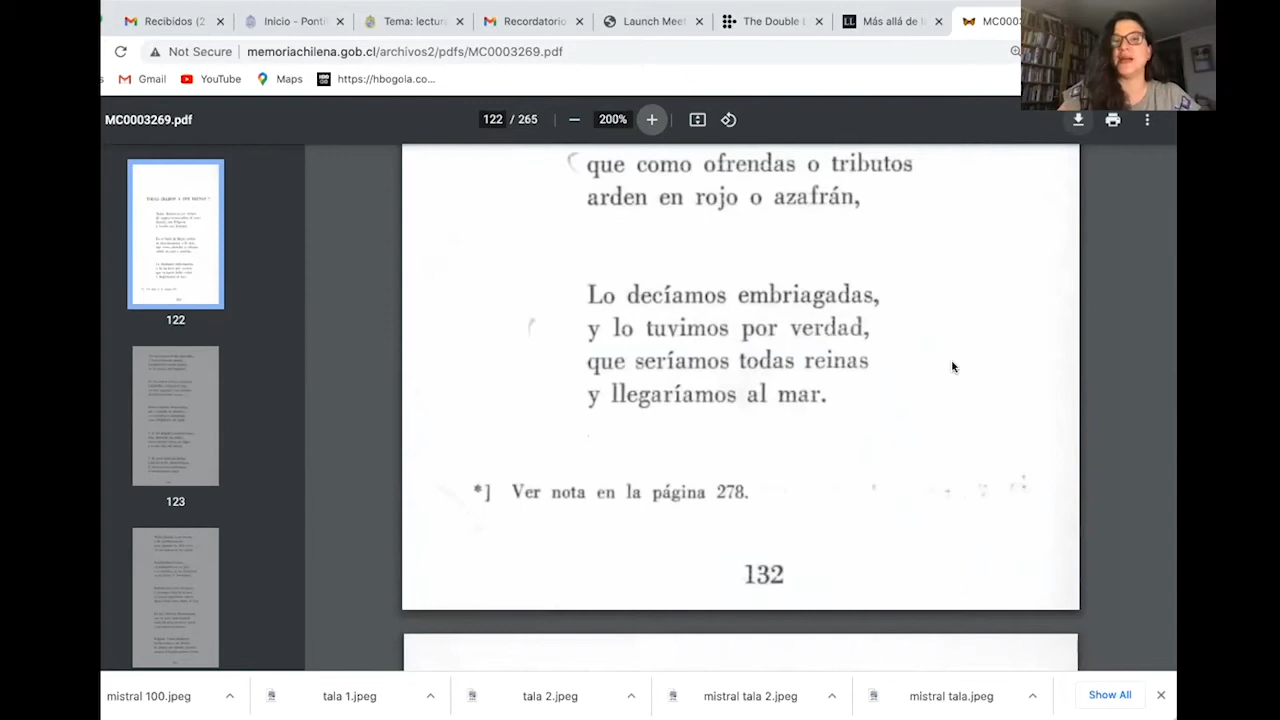 Recibidos (2
Inicio - Ponti
Tema: lectur
Recordatorio
Launch Meet
The Double L
Más allá de l
MC0003
Not Secure
memoriachilena.gob.cl/archivos2/pdfs/MC0003269.pdf
s
Gmail
YouTube
Maps
https://hbogola.co...
MC0003269.pdf
122 / 265
200%
que como ofrendas o tributos
arden en rojo o azafrán,
Lo decíamos embriagadas,
y lo tuvimos por verdad,
que seríamos todas reinas
y llegaríamos al mar.
*] Ver nota en la página 278.
132
122
123
mistral 100.jpeg
tala 1.jpeg
tala 2.jpeg
mistral tala 2.jpeg
mistral tala.jpeg
Show All